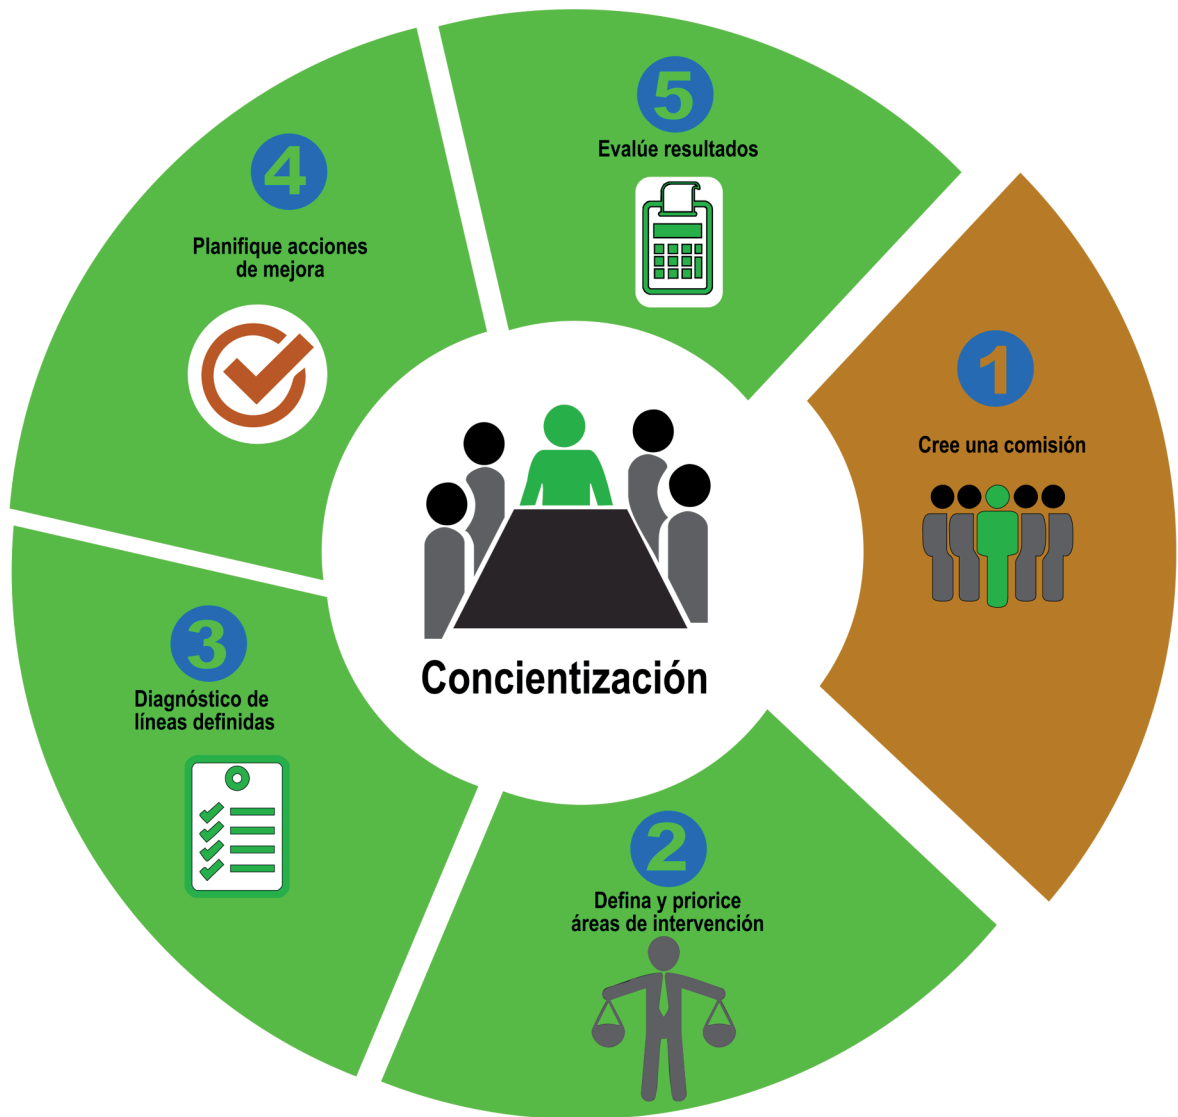 1
Cree una comisión
2
Defina y priorice
áreas de intervención
3
Diagnóstico de
líneas definidas
4
Planifique acciones
de mejora
5
Evalúe resultados
Concientización